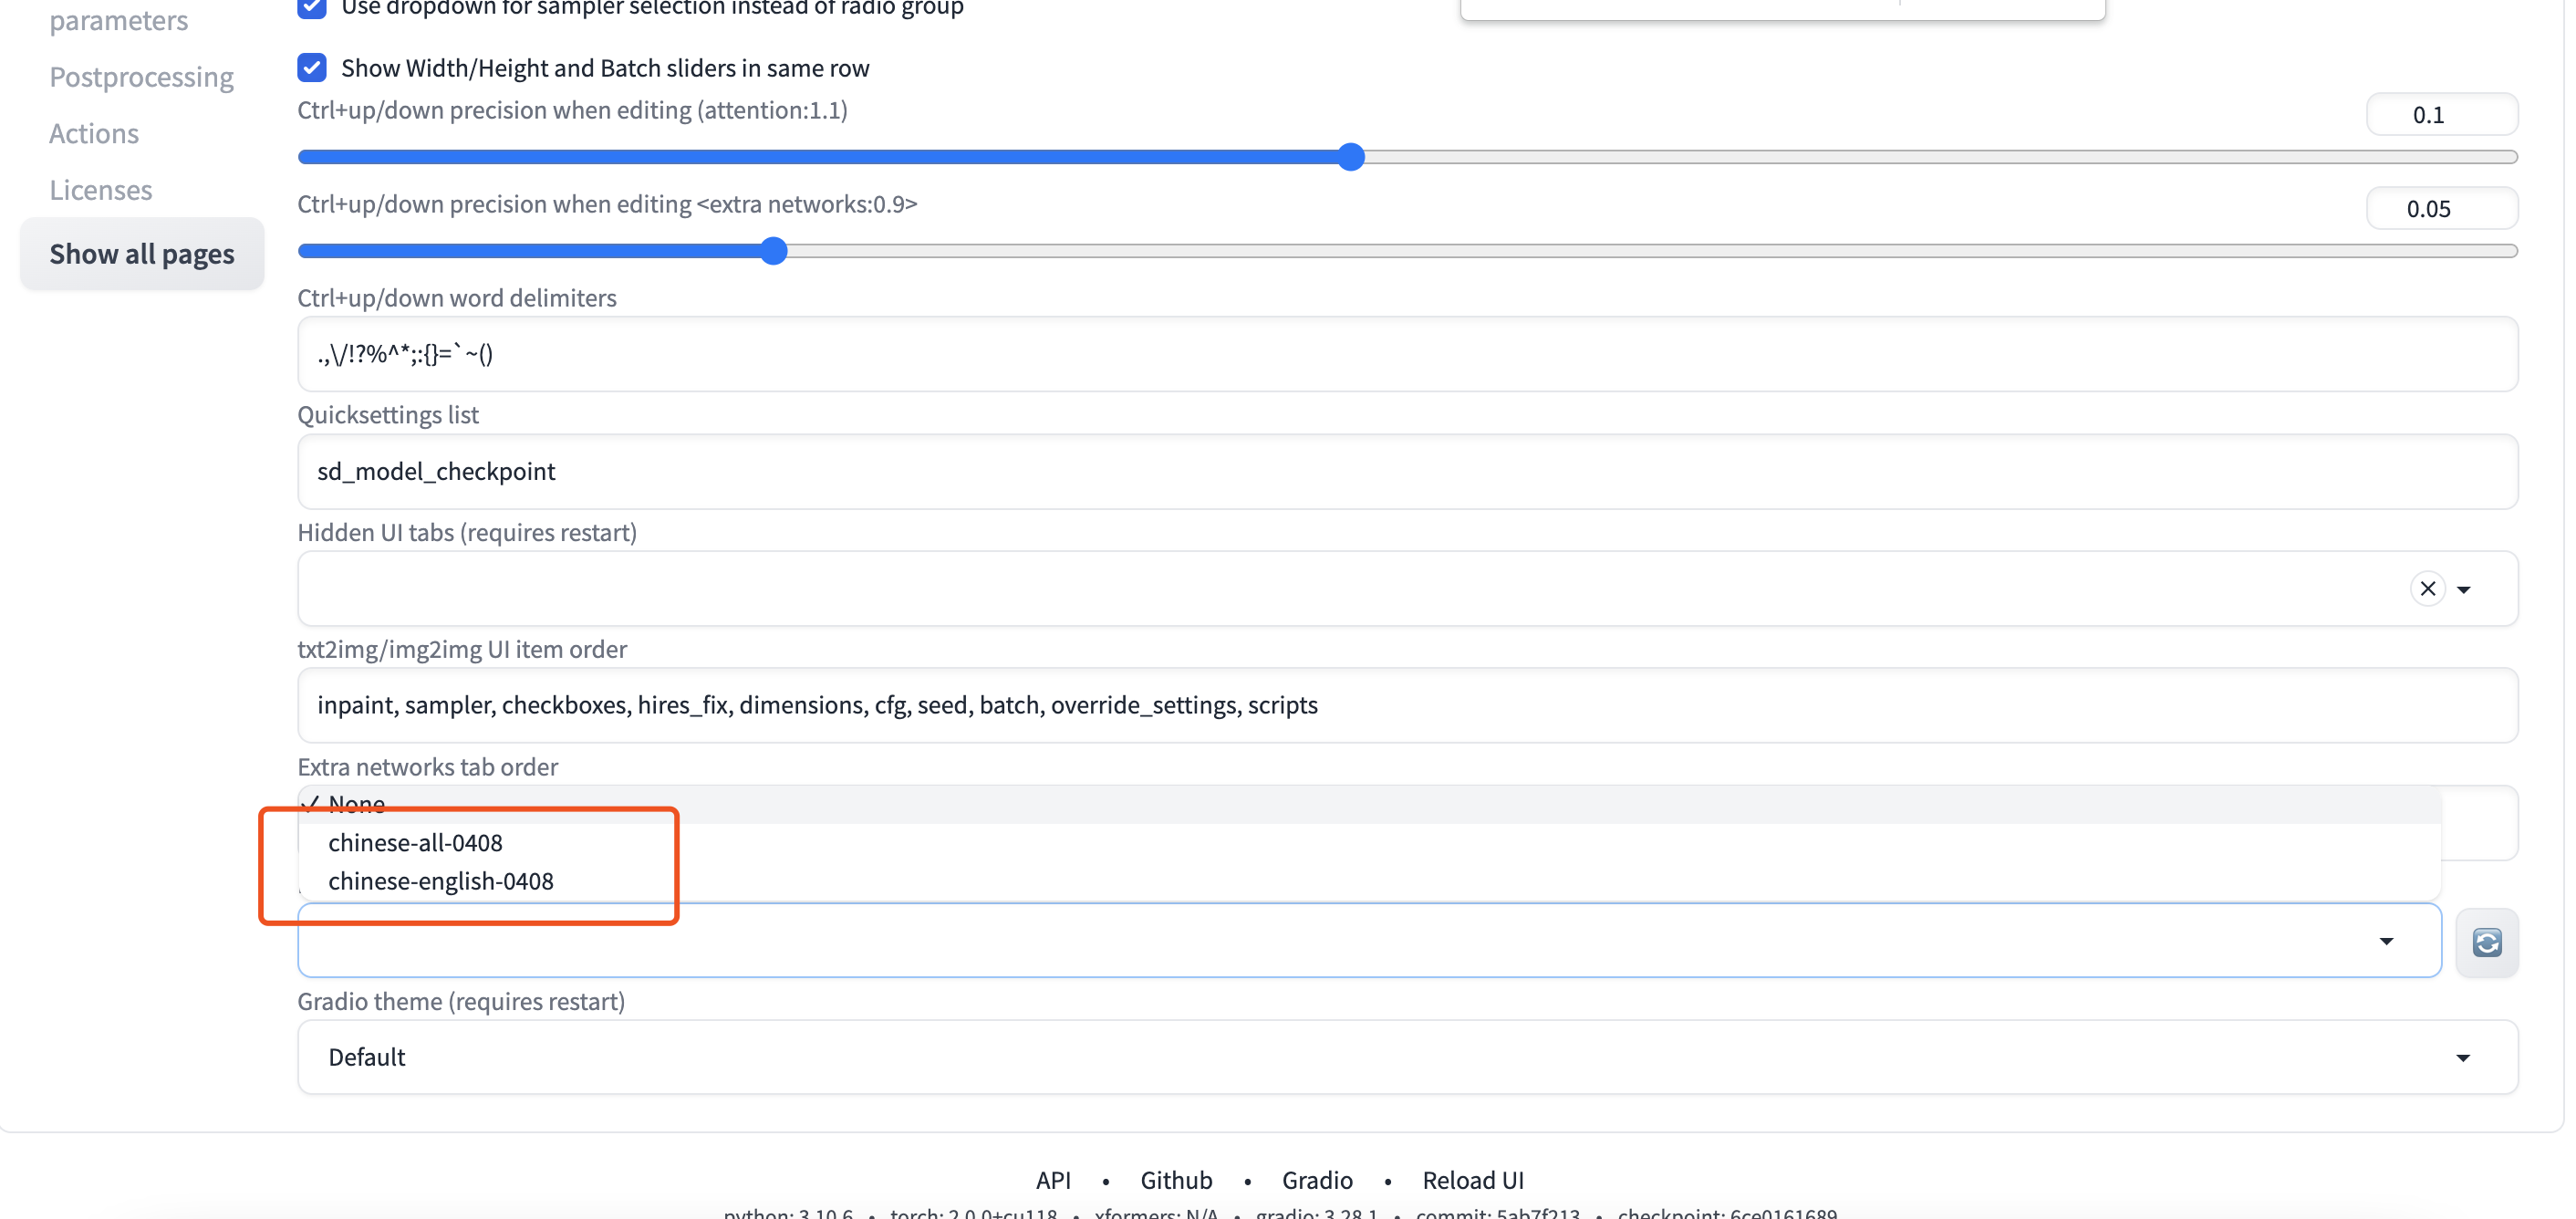 parameters
Use dropdown for sampler selection instead of radio group
Postprocessing
Show Width/Height and Batch sliders in same row
Actions
Ctrl+up/down precision when editing (attention:1.1)
0.1
Licenses
Ctrl+up/down precision when editing <extra networks:0.9>
0.05
Show all pages
Ctrl+up/down word delimiters
.,\/!?%^*;:{}=`~()
Quicksettings list
sd_model_checkpoint
Hidden UI tabs (requires restart)
txt2img/img2img UI item order
inpaint, sampler, checkboxes, hires_fix, dimensions, cfg, seed, batch, override_settings, scripts
Extra networks tab order
✓ None
chinese-all-0408
chinese-english-0408
Gradio theme (requires restart)
Default
API • Github • Gradio • Reload UI
python: 3.10.6 • torch: 2.0.0+cu118 • xformers: N/A • gradio: 3.28.1 • commit: 5ab7f213 • checkpoint: 6ce0161689